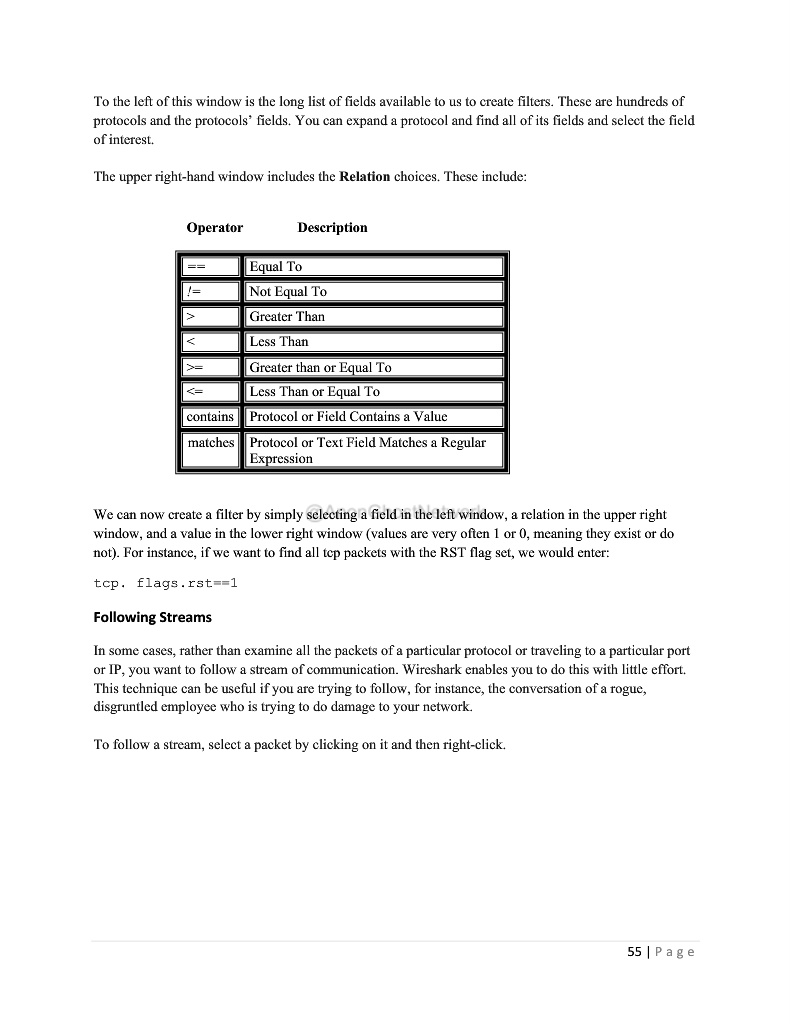 To the left of this window is the long list of fields available to us to create filters. These are hundreds of
protocols and the protocols’ fields. You can expand a protocol and find all of its fields and select the field
of interest.
The upper right-hand window includes the Relation choices. These include:
Operator Description
== Equal To
!= Not Equal To
> Greater Than
< Less Than
>= Greater than or Equal To
<= Less Than or Equal To
contains Protocol or Field Contains a Value
matches Protocol or Text Field Matches a Regular
Expression
We can now create a filter by simply selecting a field in the left window, a relation in the upper right
window, and a value in the lower right window (values are very often 1 or 0, meaning they exist or do
not). For instance, if we want to find all tcp packets with the RST flag set, we would enter:
tcp. flags.rst==1
Following Streams
In some cases, rather than examine all the packets of a particular protocol or traveling to a particular port
or IP, you want to follow a stream of communication. Wireshark enables you to do this with little effort.
This technique can be useful if you are trying to follow, for instance, the conversation of a rogue,
disgruntled employee who is trying to do damage to your network.
To follow a stream, select a packet by clicking on it and then right-click.
55 | Page